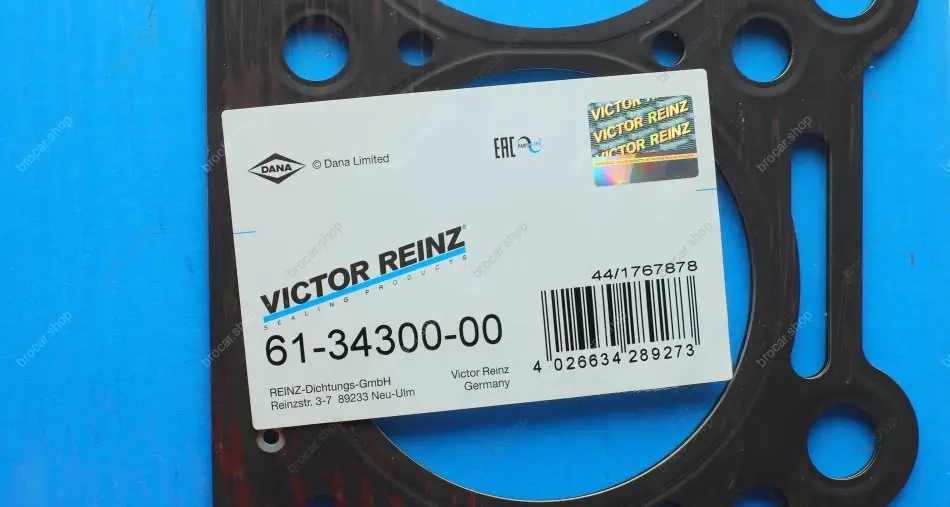 DANA
© Dana Limited
EAC
VICTOR REINZ
VICTOR REINZ
VICTOR REINZ
VICTOR REINZ®
SEALING PRODUCTS
61-34300-00
44/1767878
4 026634 289273
REINZ-Dichtungs-GmbH
Reinzstr. 3-7 89233 Neu-Ulm
Victor Reinz
Germany
brocar.shop